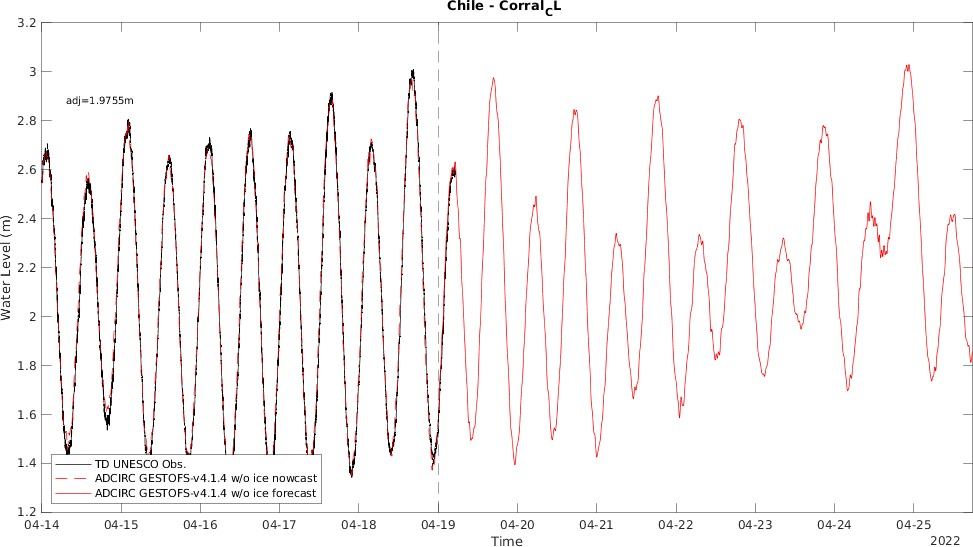 Chile - Corral_CL
3.2
3
2.8
2.6
2.4
2.2
2
1.8
1.6
1.4
1.2
Water Level (m)
adj=1.9755m
TD UNESCO Obs.
ADCIRC GESTOFS-v4.1.4 w/o ice nowcast
ADCIRC GESTOFS-v4.1.4 w/o ice forecast
04-14 04-15 04-16 04-17 04-18 04-19 04-20 04-21 04-22 04-23 04-24 04-25
Time
2022